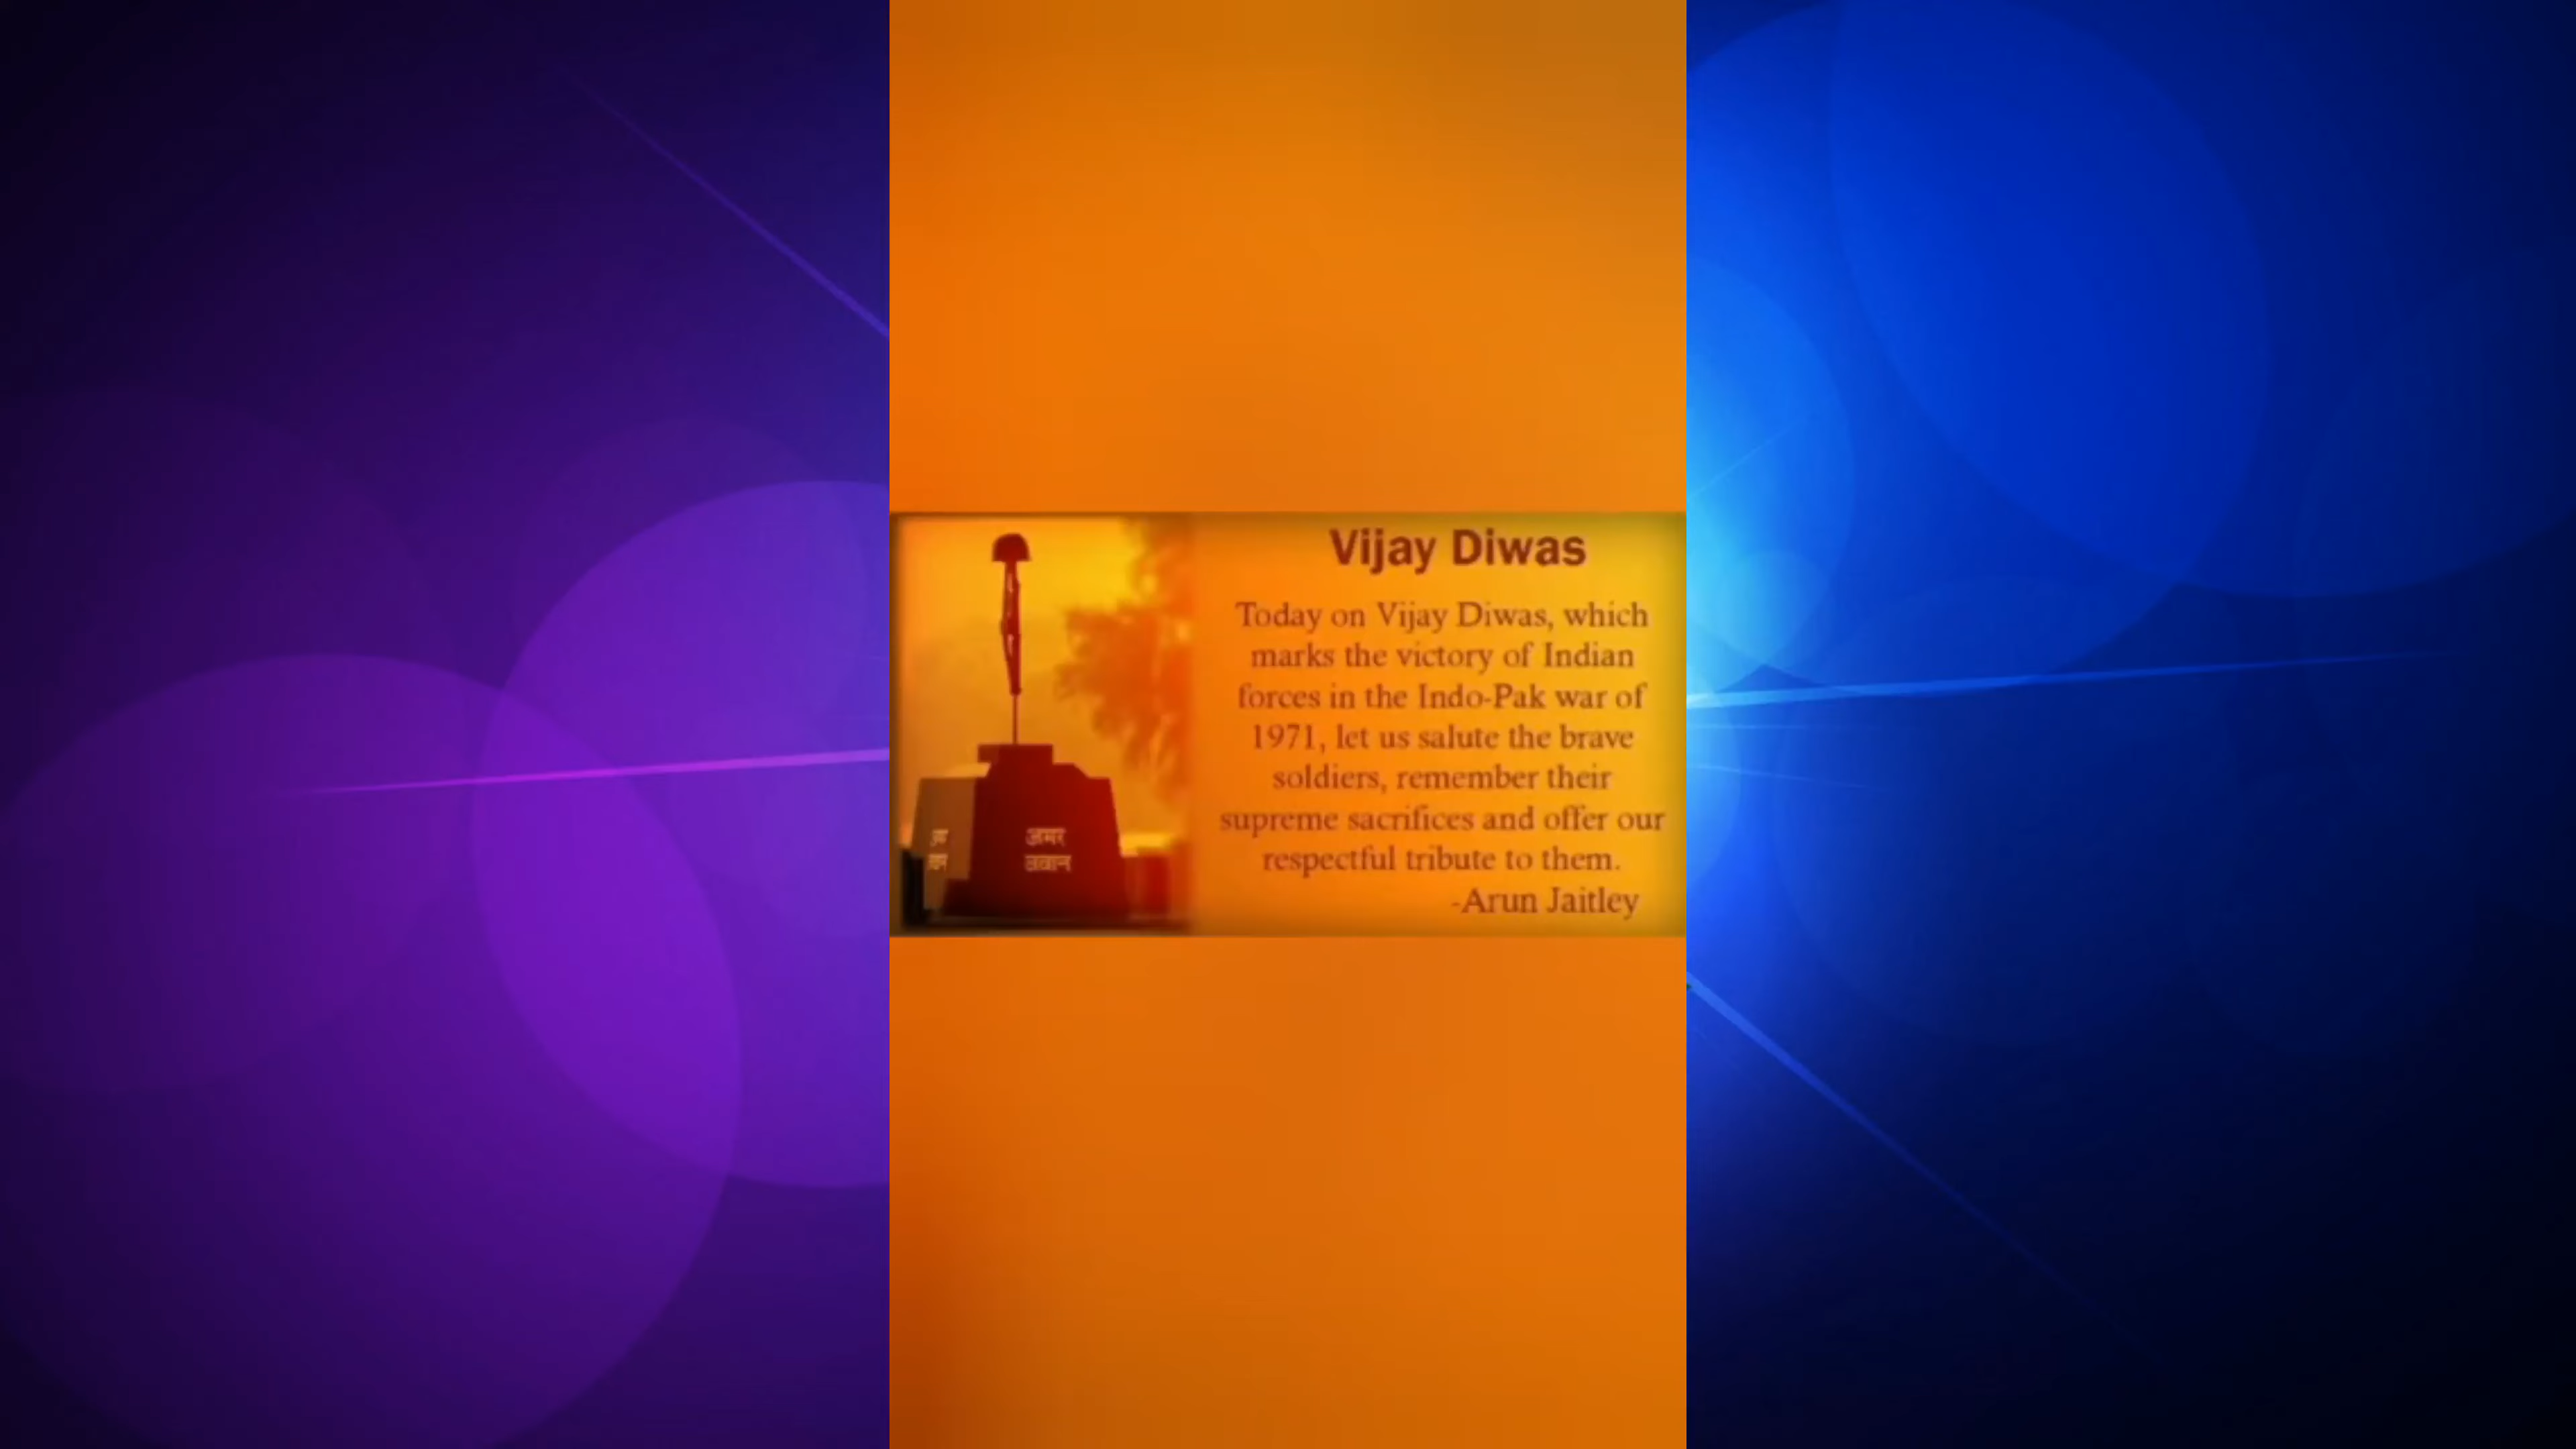 Vijay Diwas
Today on Vijay Diwas, which
marks the victory of Indian
forces in the Indo-Pak war of
1971, let us salute the brave
soldiers, remember their
supreme sacrifices and offer our
respectful tribute to them.
-Arun Jaitley
अमर
जवान